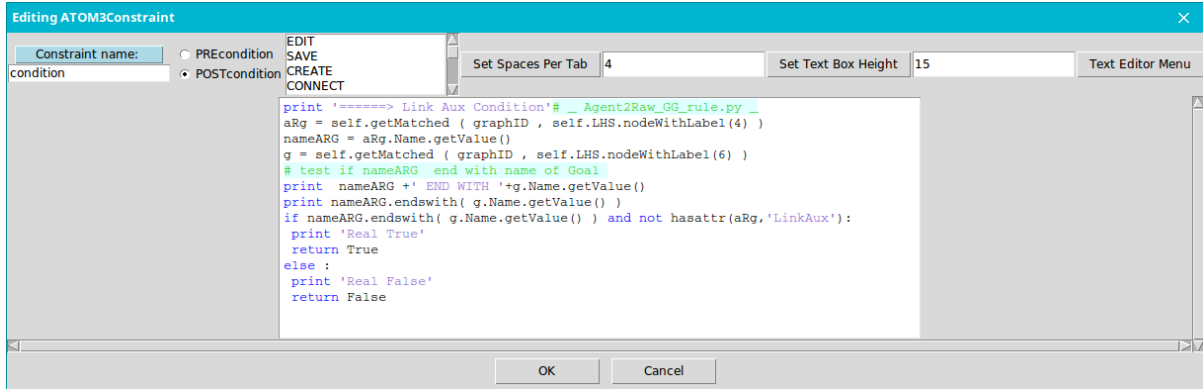 Editing ATOM3Constraint
Constraint name:
condition
PREcondition
POSTcondition
EDIT
SAVE
CREATE
CONNECT
Set Spaces Per Tab 4
Set Text Box Height 15
Text Editor Menu
print '======> Link Aux Condition'# _ Agent2Raw_GG_rule.py _
aRg = self.getMatched ( graphID , self.LHS.nodeWithLabel(4) )
nameARG = aRg.Name.getValue()
g = self.getMatched ( graphID , self.LHS.nodeWithLabel(6) )
# test if nameARG  end with name of Goal
print  nameARG +' END WITH '+g.Name.getValue()
print nameARG.endswith( g.Name.getValue() )
if nameARG.endswith( g.Name.getValue() ) and not hasattr(aRg,'LinkAux'):
 print 'Real True'
 return True
else :
 print 'Real False'
 return False
OK
Cancel